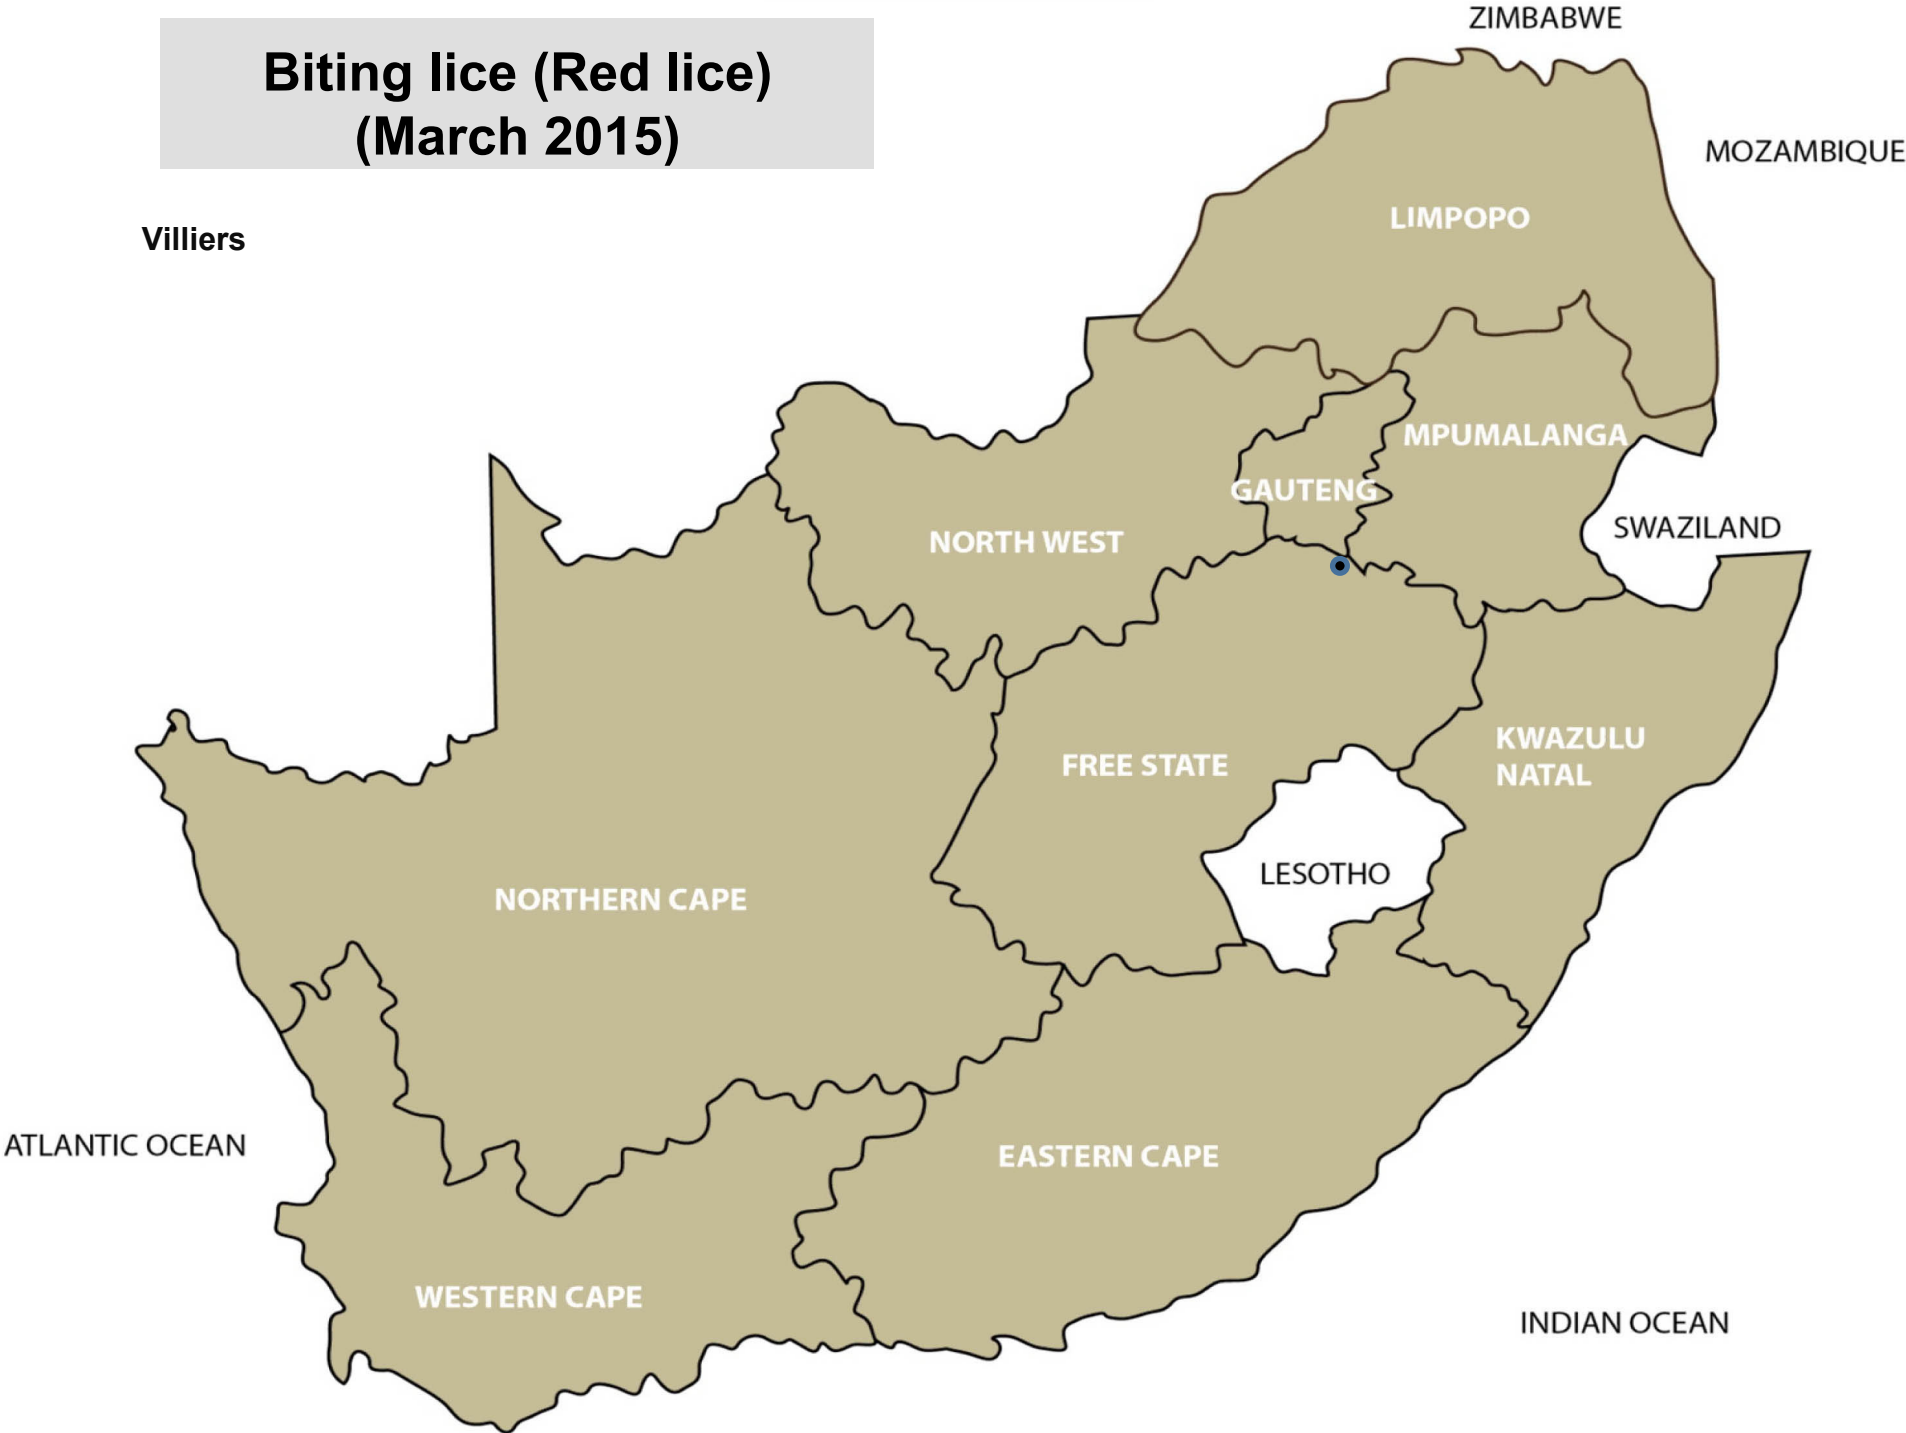 Biting lice (Red lice)
(March 2015)
Villiers
ZIMBABWE
MOZAMBIQUE
LIMPOPO
MPUMALANGA
GAUTENG
SWAZILAND
NORTH WEST
FREE STATE
KWAZULU
NATAL
LESOTHO
NORTHERN CAPE
ATLANTIC OCEAN
EASTERN CAPE
WESTERN CAPE
INDIAN OCEAN